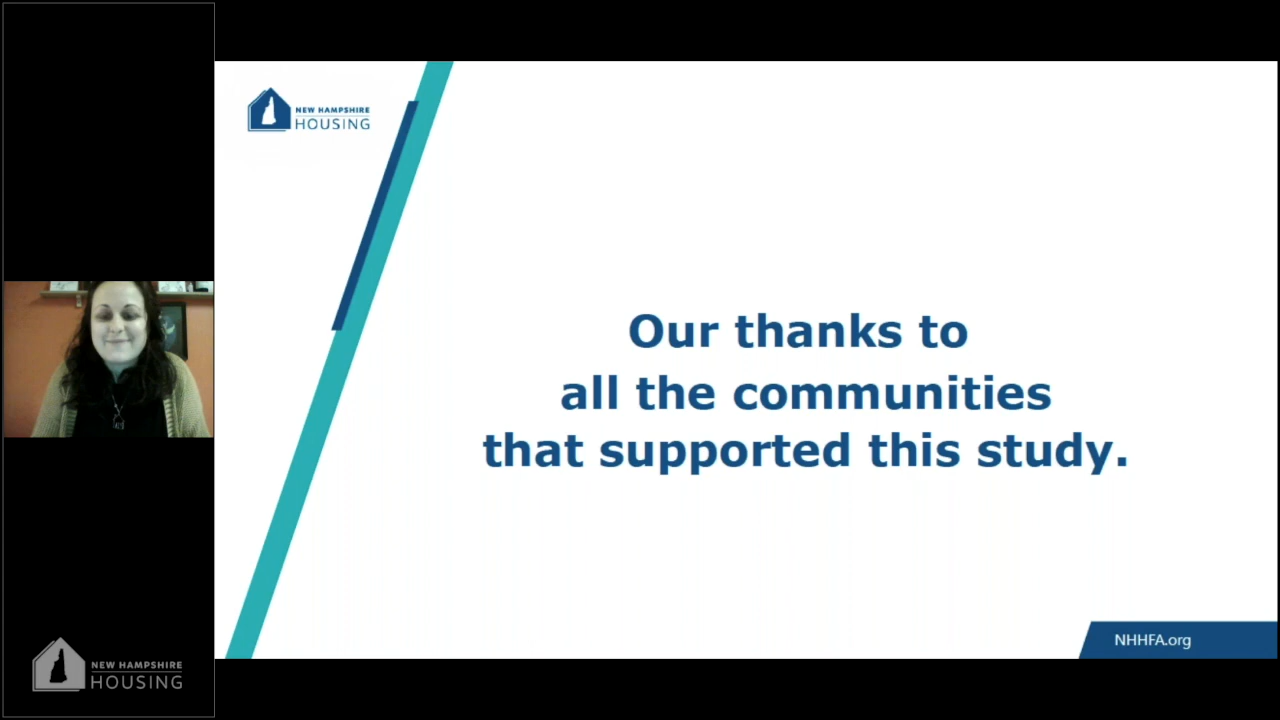 NEW HAMPSHIRE
HOUSING
Our thanks to
all the communities
that supported this study.
NHHFA.org
NEW HAMPSHIRE
HOUSING